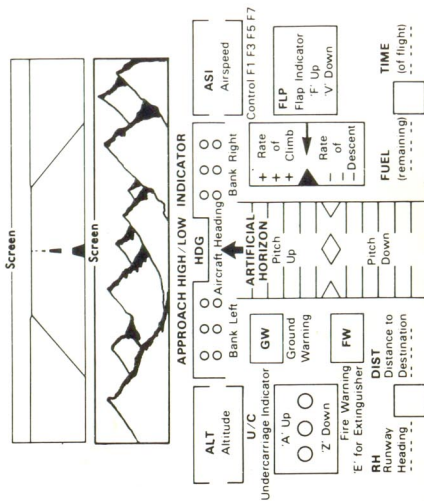 Screen
Screen
APPROACH HIGH/LOW INDICATOR
ALT
Altitude
Bank Left
HDG
Aircraft Heading
Bank Right
ASI
Airspeed
U/C
Undercarriage Indicator
'A' Up
'Z' Down
Fire Warning
'E' for Extinguisher
GW
Ground
Warning
FW
ARTIFICIAL
HORIZON
Pitch
Up
Pitch
Down
+ Rate
+ of
+ Climb
– Rate
– of
– Descent
Control F1 F3 F5 F7
FLP
Flap Indicator
'F' Up
'V' Down
RH
Runway
Heading
DIST
Distance to
Destination
FUEL
(remaining)
TIME
(of flight)